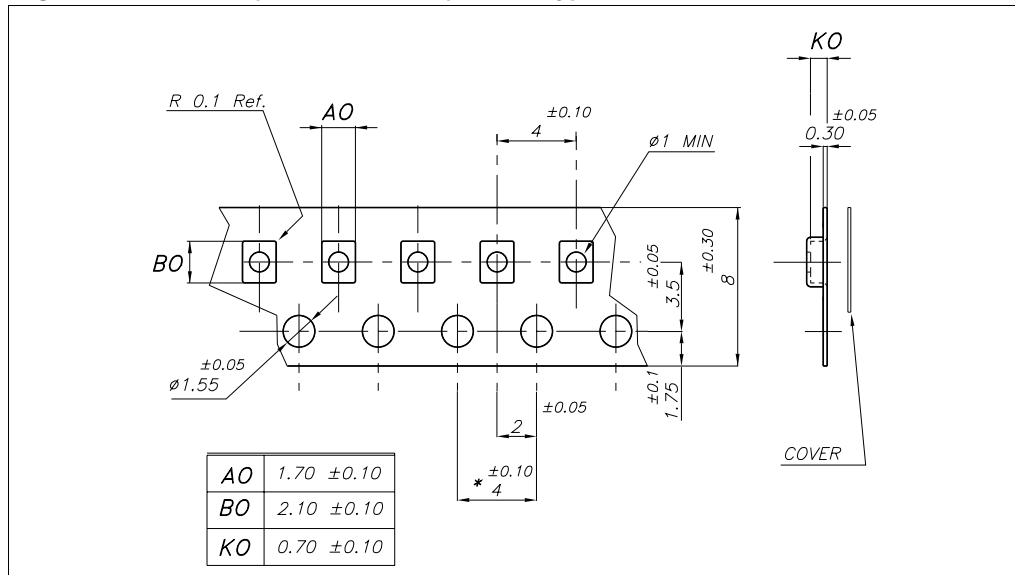 KO
R 0.1 Ref.
AO
±0.10
4
ø1 MIN
±0.05
0.30
BO
±0.05
3.5
±0.30
8
±0.05
ø1.55
±0.1
1.75
±0.05
2
±0.10
* 4
COVER
AO 1.70 ±0.10
BO 2.10 ±0.10
KO 0.70 ±0.10